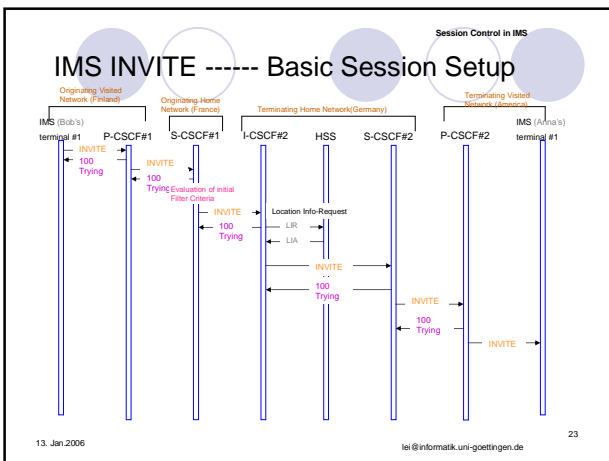 Session Control in IMS
IMS INVITE ------ Basic Session Setup
Originating Visited
Network (Finland)
Originating Home
Network (France)
Terminating Home Network(Germany)
Terminating Visited
Network (America)
IMS (Bob's)
terminal #1
P-CSCF#1
S-CSCF#1
I-CSCF#2
HSS
S-CSCF#2
P-CSCF#2
IMS (Anna's)
terminal #1
INVITE
100
Trying
INVITE
100
Trying
Evaluation of initial
Filter Criteria
INVITE
Location Info-Request
100
Trying
LIR
LIA
INVITE
100
Trying
INVITE
100
Trying
INVITE
13. Jan.2006
lei@informatik.uni-goettingen.de
23